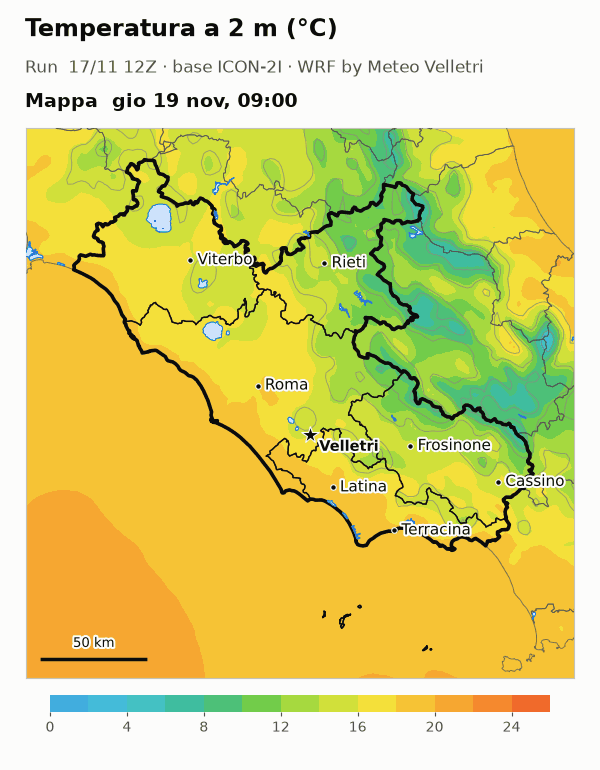 Temperatura a 2 m (°C)
Run  17/11 12Z · base ICON-2I · WRF by Meteo Velletri
Mappa  gio 19 nov, 09:00
Viterbo
Rieti
Roma
Velletri
Frosinone
Cassino
Latina
Terracina
50 km
0 4 8 12 16 20 24